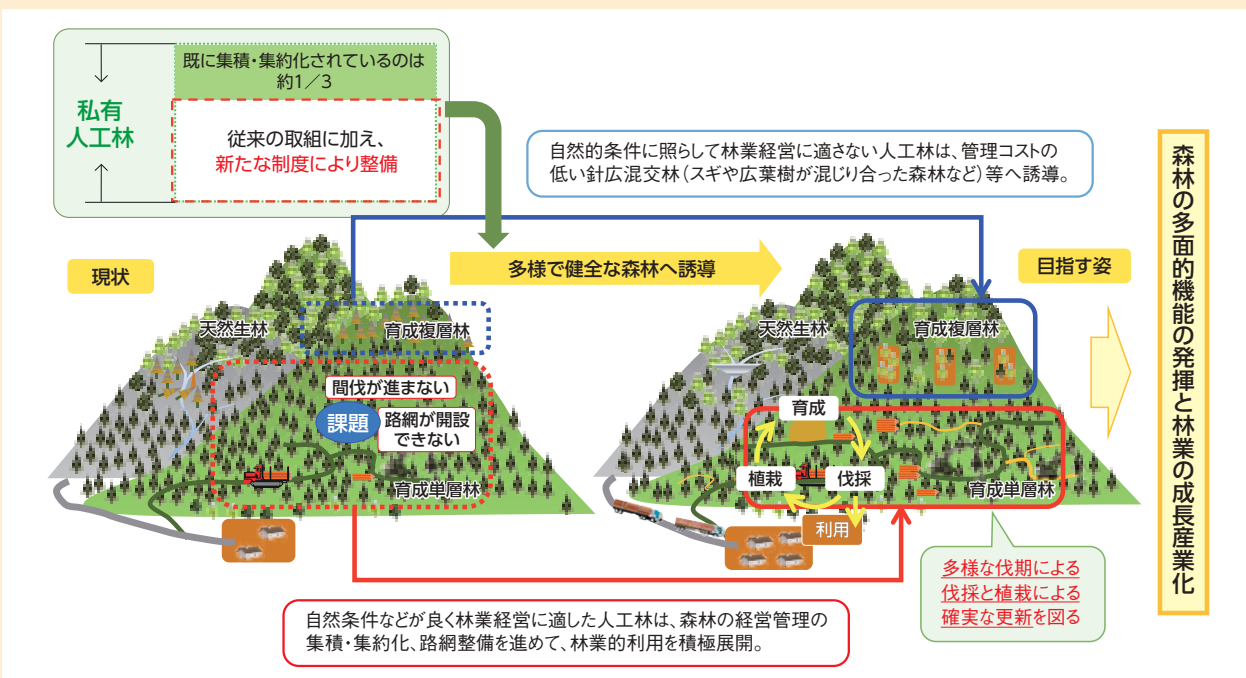 既に集積・集約化されているのは
約1／3
私有
人工林
従来の取組に加え、
新たな制度により整備
自然的条件に照らして林業経営に適さない人工林は、管理コストの
低い針広混交林（スギや広葉樹が混じり合った森林など）等へ誘導。
森林の多面的機能の発揮と林業の成長産業化
現状
多様で健全な森林へ誘導
目指す姿
天然生林
育成複層林
間伐が進まない
課題
路網が開設
できない
育成単層林
天然生林
育成複層林
育成
植栽
伐採
利用
育成単層林
多様な伐期による
伐採と植栽による
確実な更新を図る
自然条件などが良く林業経営に適した人工林は、森林の経営管理の
集積・集約化、路網整備を進めて、林業的利用を積極展開。